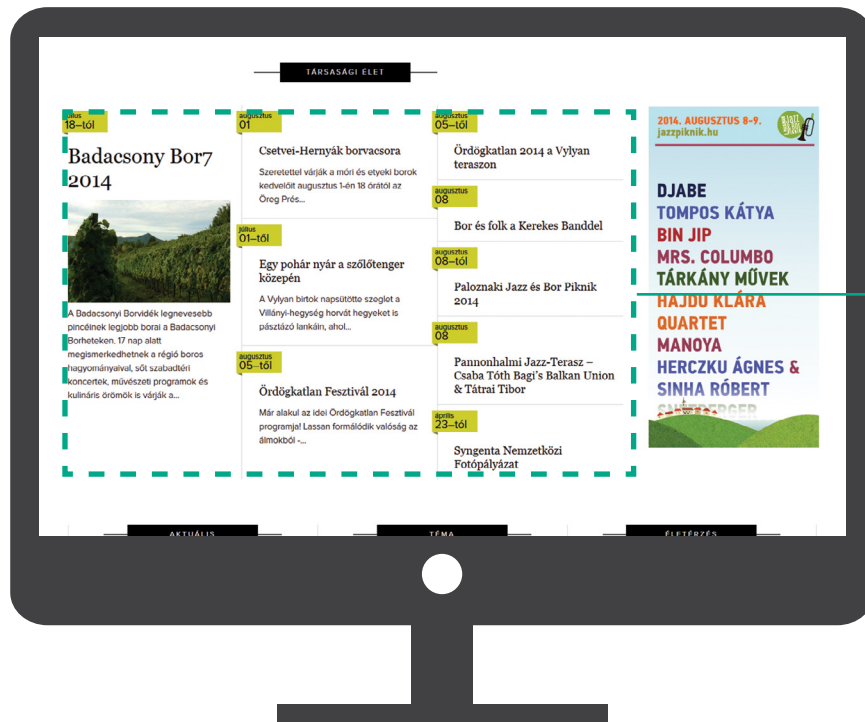 TÁRSASÁGI ÉLET
július
18–tól
Badacsony Bor7
2014
A Badacsonyi Borvidék legnevesebb
pincéinek legjobb borai a Badacsonyi
Borheteken. 17 nap alatt
megismerkedhetnek a régió boros
hagyományaival, sőt szabadtéri
koncertek, művészeti programok és
kulináris örömök is várják a...
augusztus
01
Csetvei-Hernyák borvacsora
Szeretettel várják a móri és etyeki borok
kedvelőit augusztus 1-én 18 órától az
Öreg Prés...
július
01–től
Egy pohár nyár a szőlőtenger
közepén
A Vylyan birtok napsütötte szeglet a
Villányi-hegység horvát hegyeket is
pásztázó lankáin, ahol...
augusztus
05–tól
Ördögkatlan Fesztivál 2014
Már alakul az idei Ördögkatlan Fesztivál
programja! Lassan formálódik valóság az
álmokból -...
augusztus
05–tól
Ördögkatlan 2014 a Vylyan
teraszon
augusztus
08
Bor és folk a Kerekes Banddel
augusztus
08–tól
Paloznaki Jazz és Bor Piknik
2014
augusztus
08
Pannonhalmi Jazz-Terasz –
Csaba Tóth Bagi's Balkan Union
& Tátrai Tibor
április
23–tól
Syngenta Nemzetközi
Fotópályázat
2014. AUGUSZTUS 8-9.
jazzpiknik.hu
DJABE
TOMPOS KÁTYA
BIN JIP
MRS. COLUMBO
TÁRKÁNY MŰVEK
HAJDU KLÁRA
QUARTET
MANOYA
HERCZKU ÁGNES &
SINHA RÓBERT
AKTUÁLIS
TÉMA
ÉLETÉRZÉS